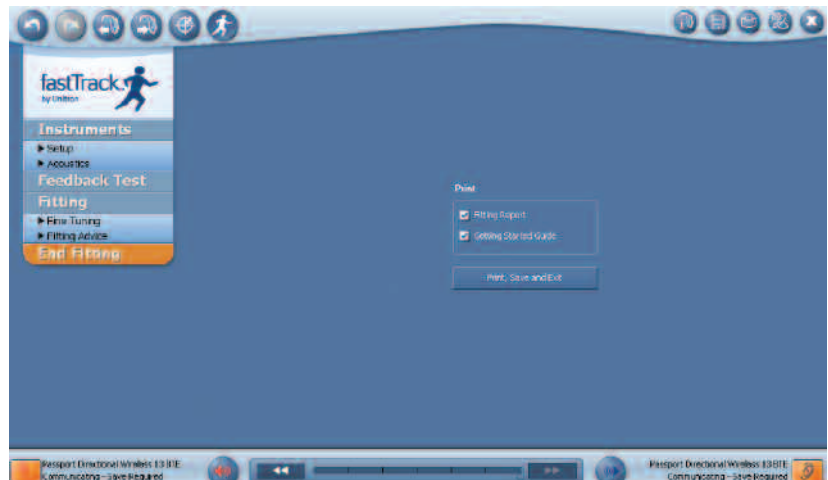 fastTrack.
by Unitron
Instruments
Setup
Acoustics
Feedback Test
Fitting
Fine Tuning
Fitting Advice
End Fitting
Print
Fitting Report
Getting Started Guide
Print, Save and Exit
Passport Directional Wireless 13 BTE
Communicating - Save Required
Passport Directional Wireless 13 BTE
Communicating - Save Required